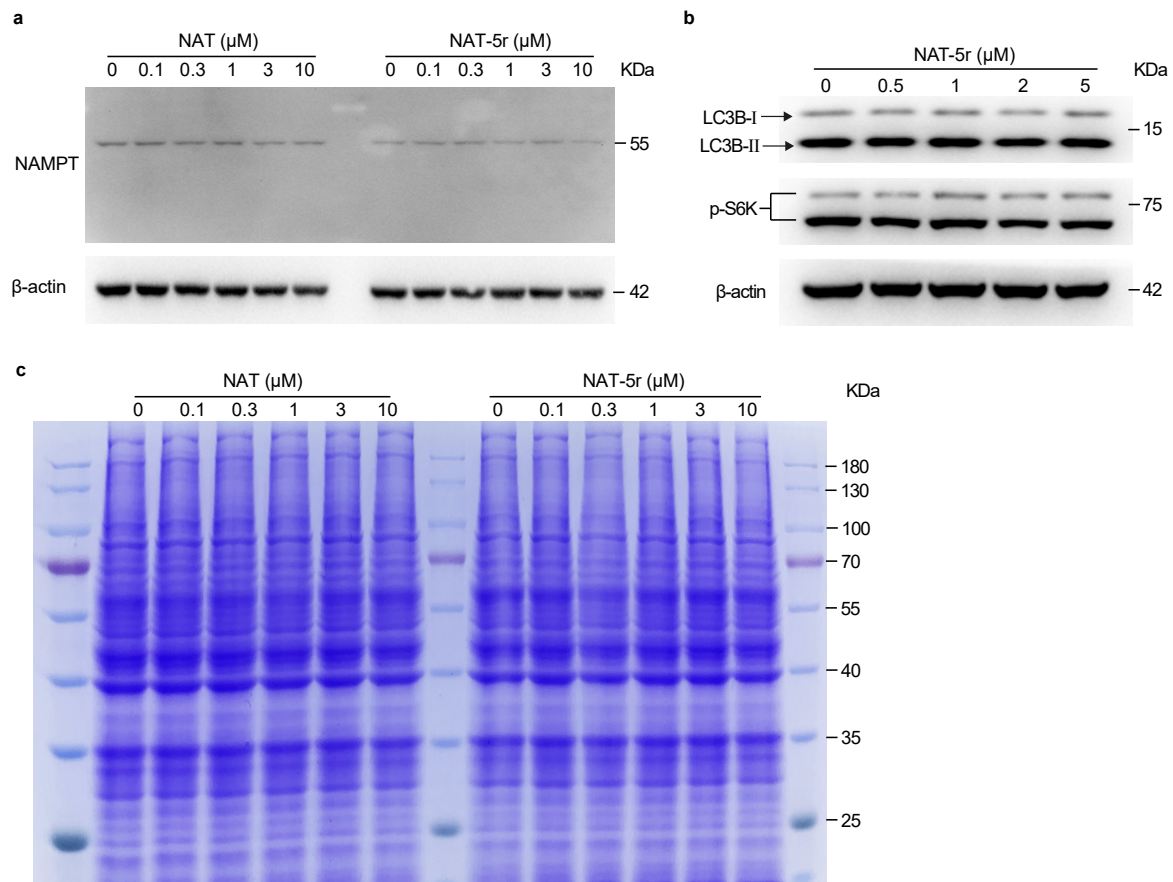 a
NAT (μM)
NAT-5r (μM)
0 0.1 0.3 1 3 10
0 0.1 0.3 1 3 10
KDa
NAMPT
55
β-actin
42
b
NAT-5r (μM)
0 0.5 1 2 5
KDa
LC3B-I
15
LC3B-II
p-S6K
75
β-actin
42
c
NAT (μM)
NAT-5r (μM)
0 0.1 0.3 1 3 10
0 0.1 0.3 1 3 10
KDa
180
130
100
70
55
40
35
25